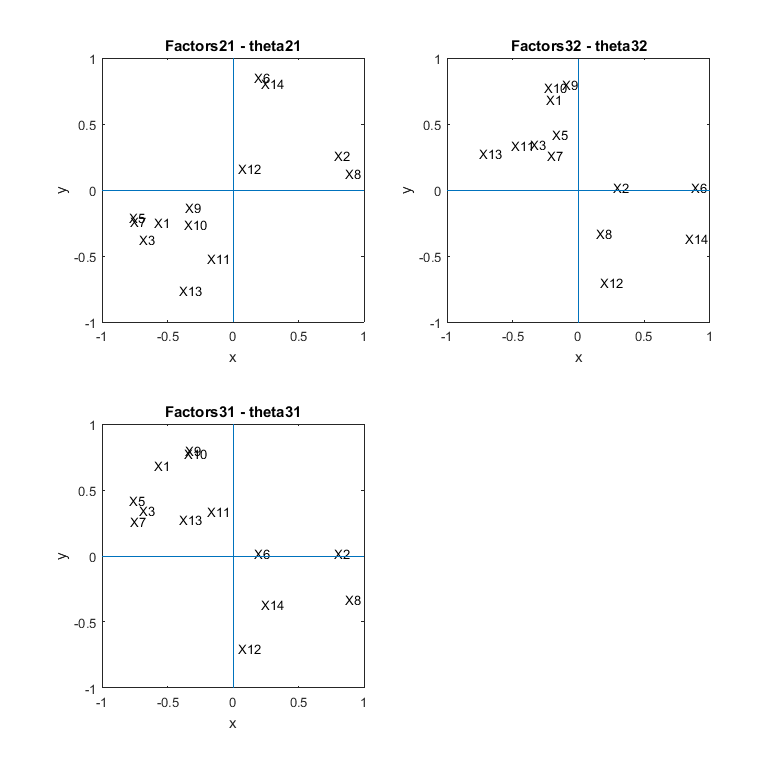 Factors21 - theta21
1
X6
X14
0.5
X2
X12
X8
0
X9
X5
X7
X1
X10
X3
-0.5
X11
X13
-1
-1
-0.5
0
0.5
1
x
y
Factors32 - theta32
1
X9
X10
X1
0.5
X5
X11
X3
X13
X7
0
X2
X6
X8
X14
-0.5
X12
-1
-1
-0.5
0
0.5
1
x
y
Factors31 - theta31
1
X9
X10
X1
0.5
X5
X3
X11
X7
X13
0
X6
X2
X8
X14
-0.5
X12
-1
-1
-0.5
0
0.5
1
x
y